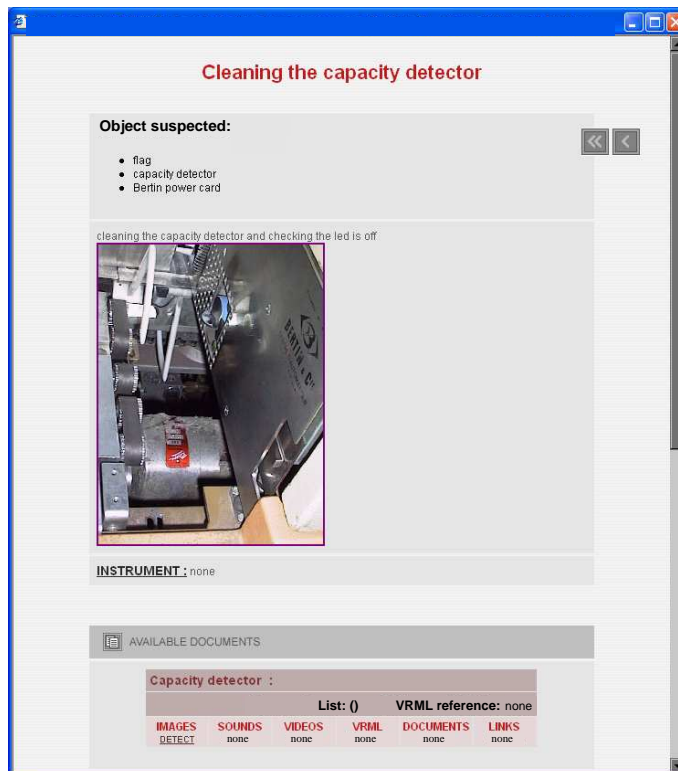 Cleaning the capacity detector
Object suspected:
flag
capacity detector
Bertin power card
cleaning the capacity detector and checking the led is off
BERTIN & Cie
INSTRUMENT : none
AVAILABLE DOCUMENTS
Capacity detector :
List: () VRML reference: none
IMAGES SOUNDS VIDEOS VRML DOCUMENTS LINKS
DETECT none none none none none